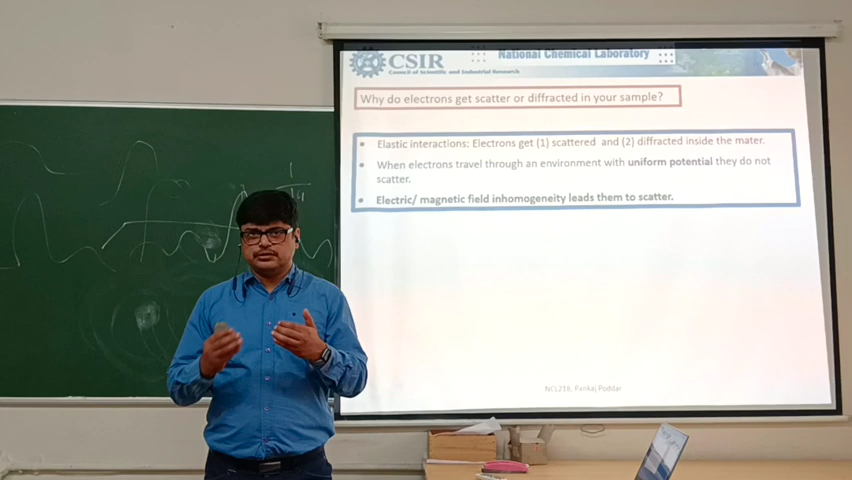 National Chemical Laboratory
CSIR
Council of Scientific and Industrial Research
Why do electrons get scatter or diffracted in your sample?
• Elastic interactions: Electrons get (1) scattered and (2) diffracted inside the mater.
• When electrons travel through an environment with uniform potential they do not
scatter.
• Electric/ magnetic field inhomogeneity leads them to scatter.
NCL218, Pankaj Poddar